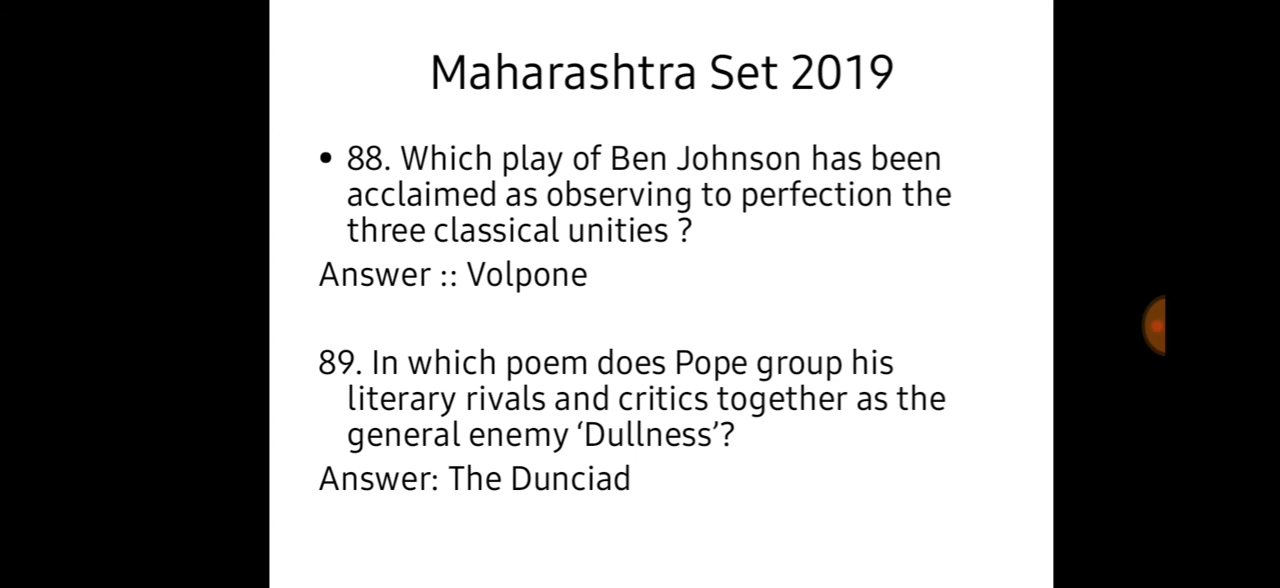 Maharashtra Set 2019
• 88. Which play of Ben Johnson has been
acclaimed as observing to perfection the
three classical unities ?
Answer :: Volpone
89. In which poem does Pope group his
literary rivals and critics together as the
general enemy ‘Dullness’?
Answer: The Dunciad